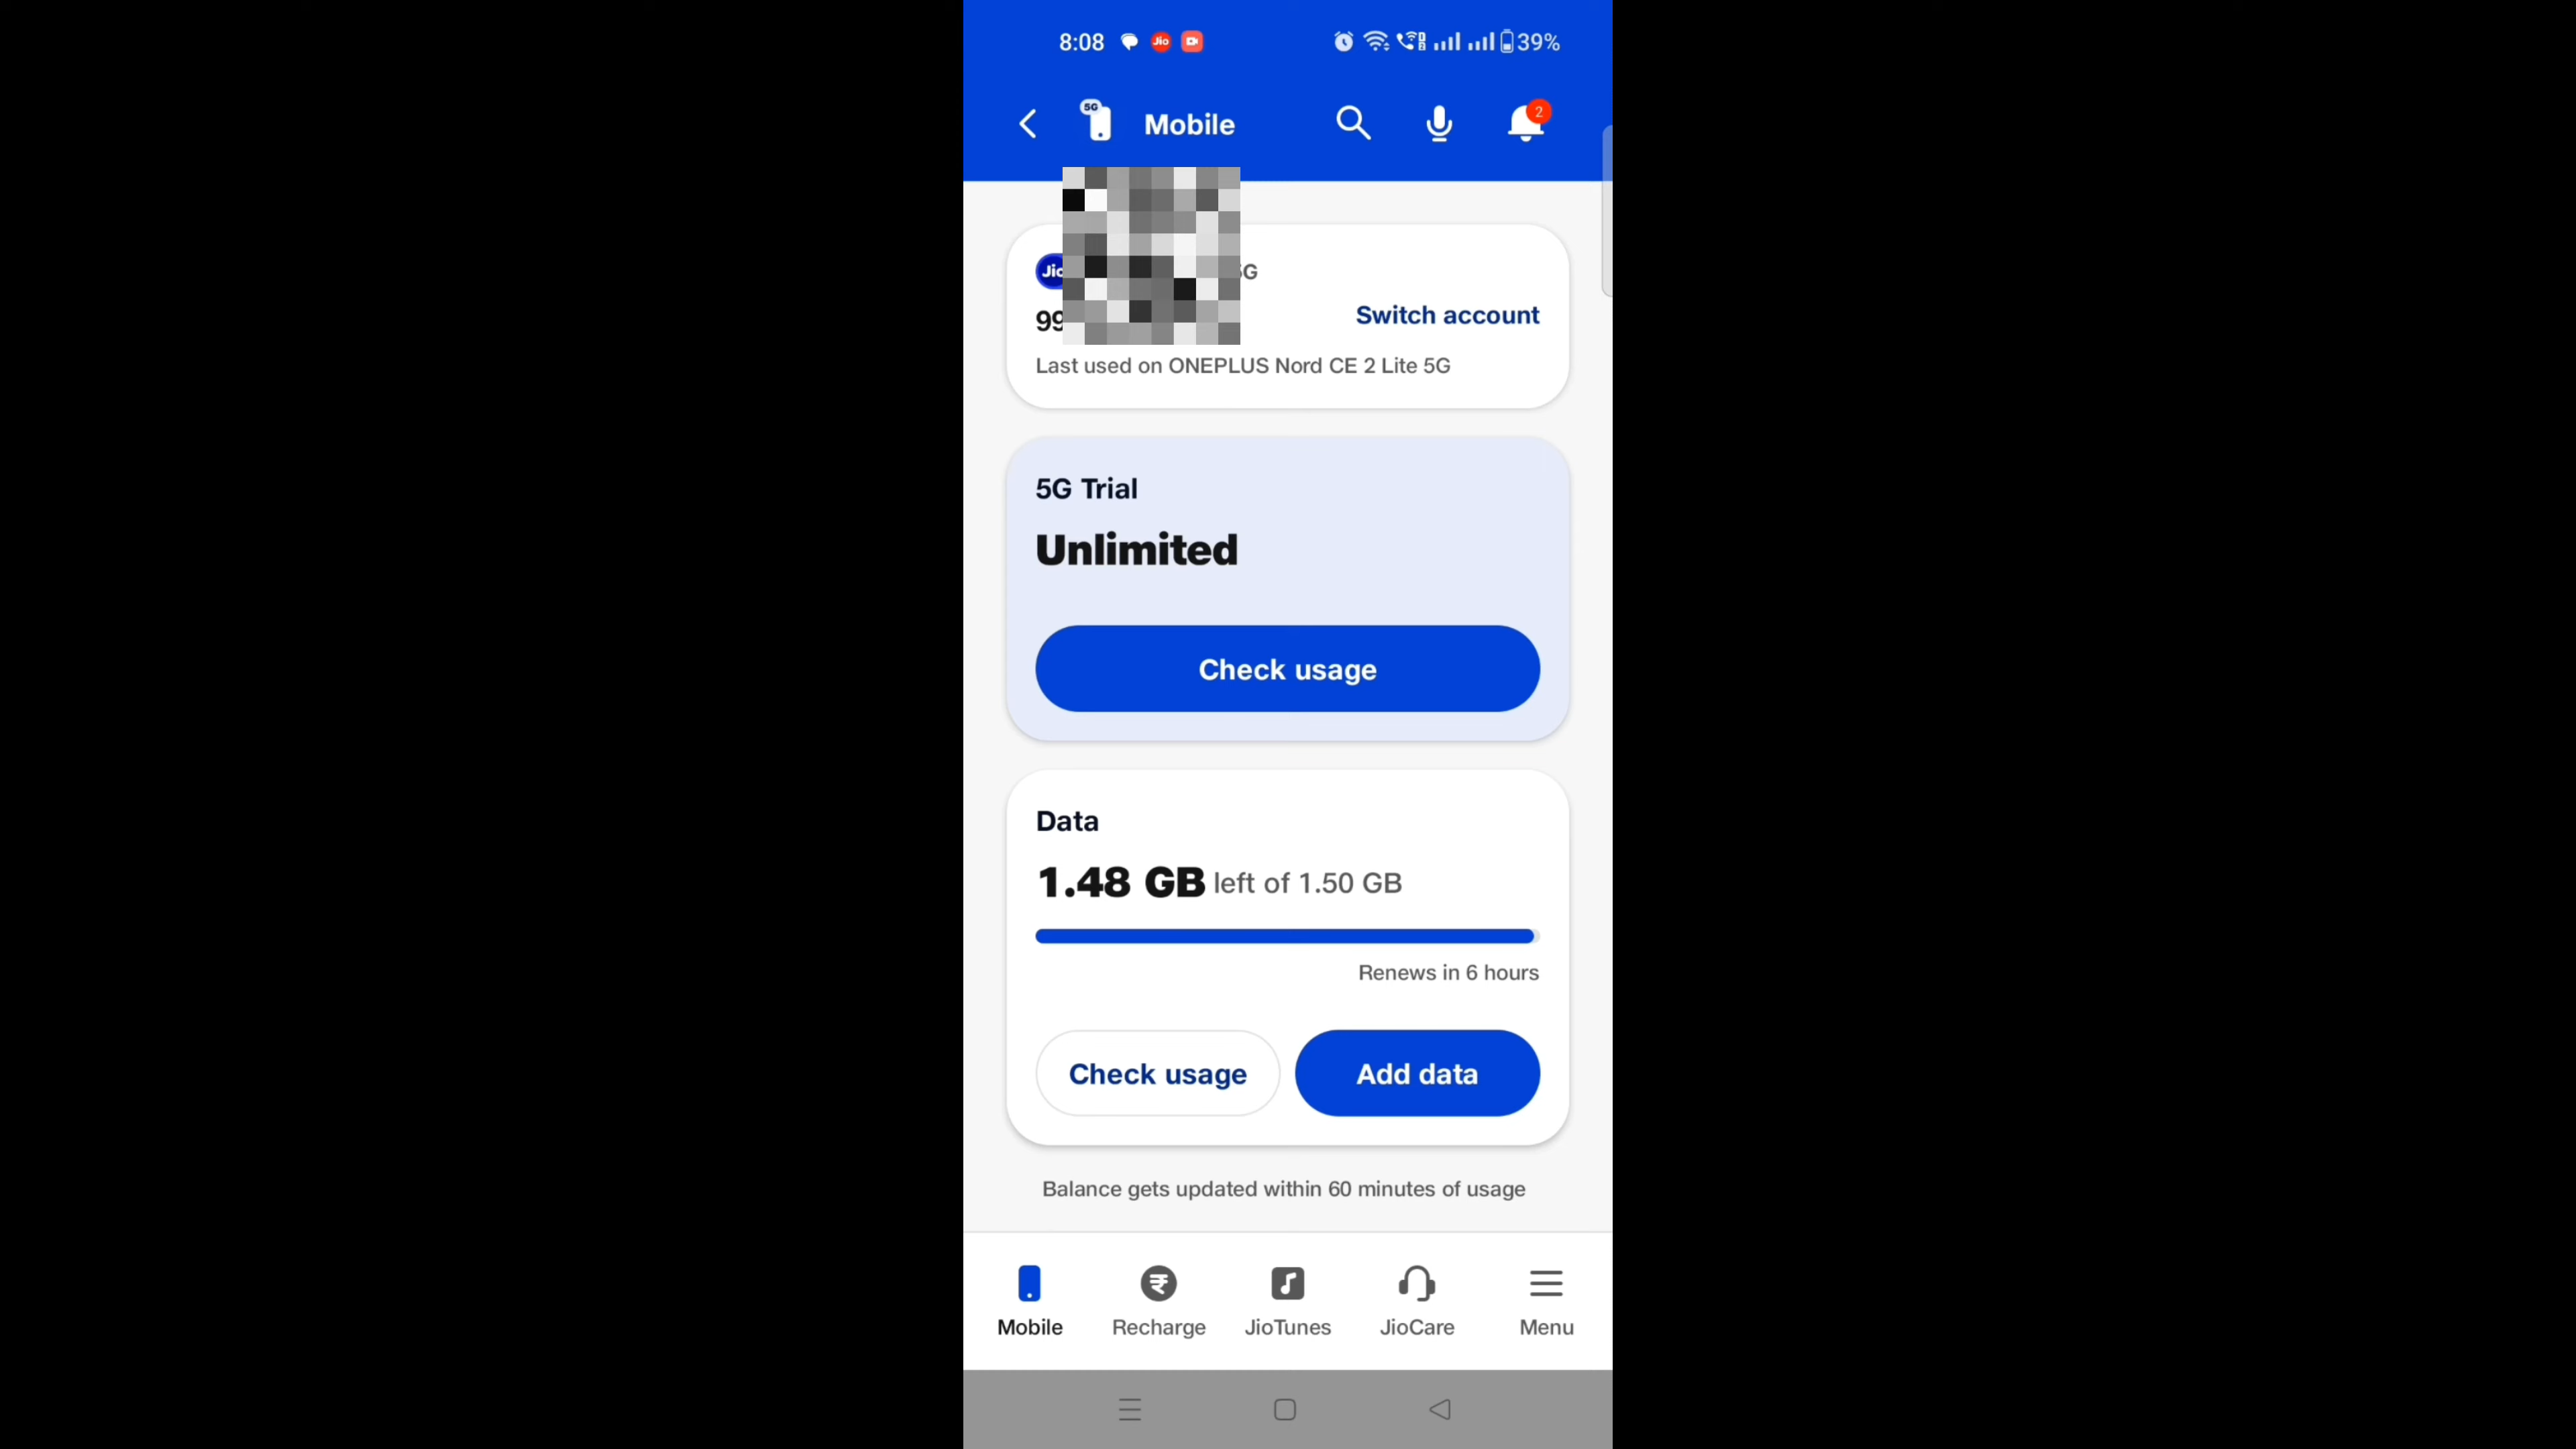 8:08
Jio
39%
5G
Mobile
2
Switch account
Last used on ONEPLUS Nord CE 2 Lite 5G
5G Trial
Unlimited
Check usage
Data
1.48 GB left of 1.50 GB
Renews in 6 hours
Check usage
Add data
Balance gets updated within 60 minutes of usage
Mobile
Recharge
JioTunes
JioCare
Menu